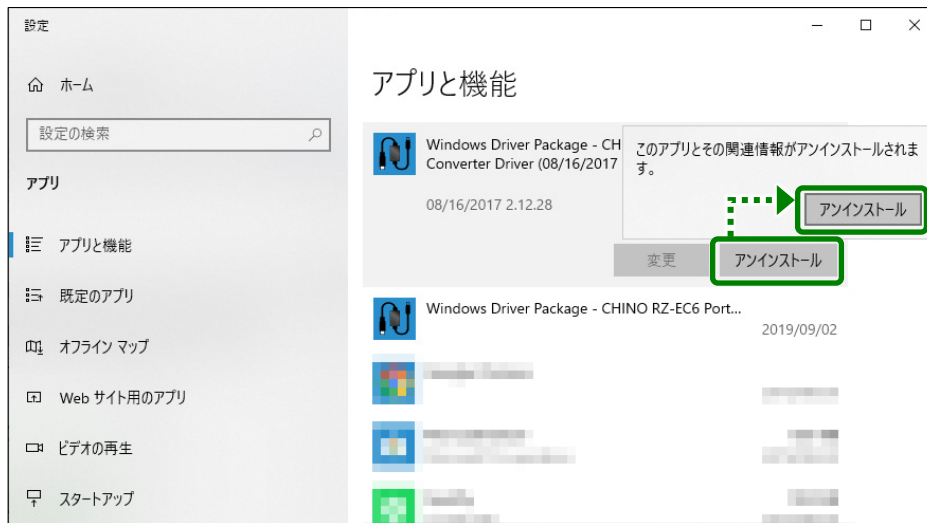 設定
ホーム
設定の検索
アプリ
アプリと機能
既定のアプリ
オフライン マップ
Web サイト用のアプリ
ビデオの再生
スタートアップ
アプリと機能
Windows Driver Package - CH
Converter Driver (08/16/2017
08/16/2017 2.12.28
このアプリとその関連情報がアンインストールされま
す。
アンインストール
変更
アンインストール
Windows Driver Package - CHINO RZ-EC6 Port...
2019/09/02